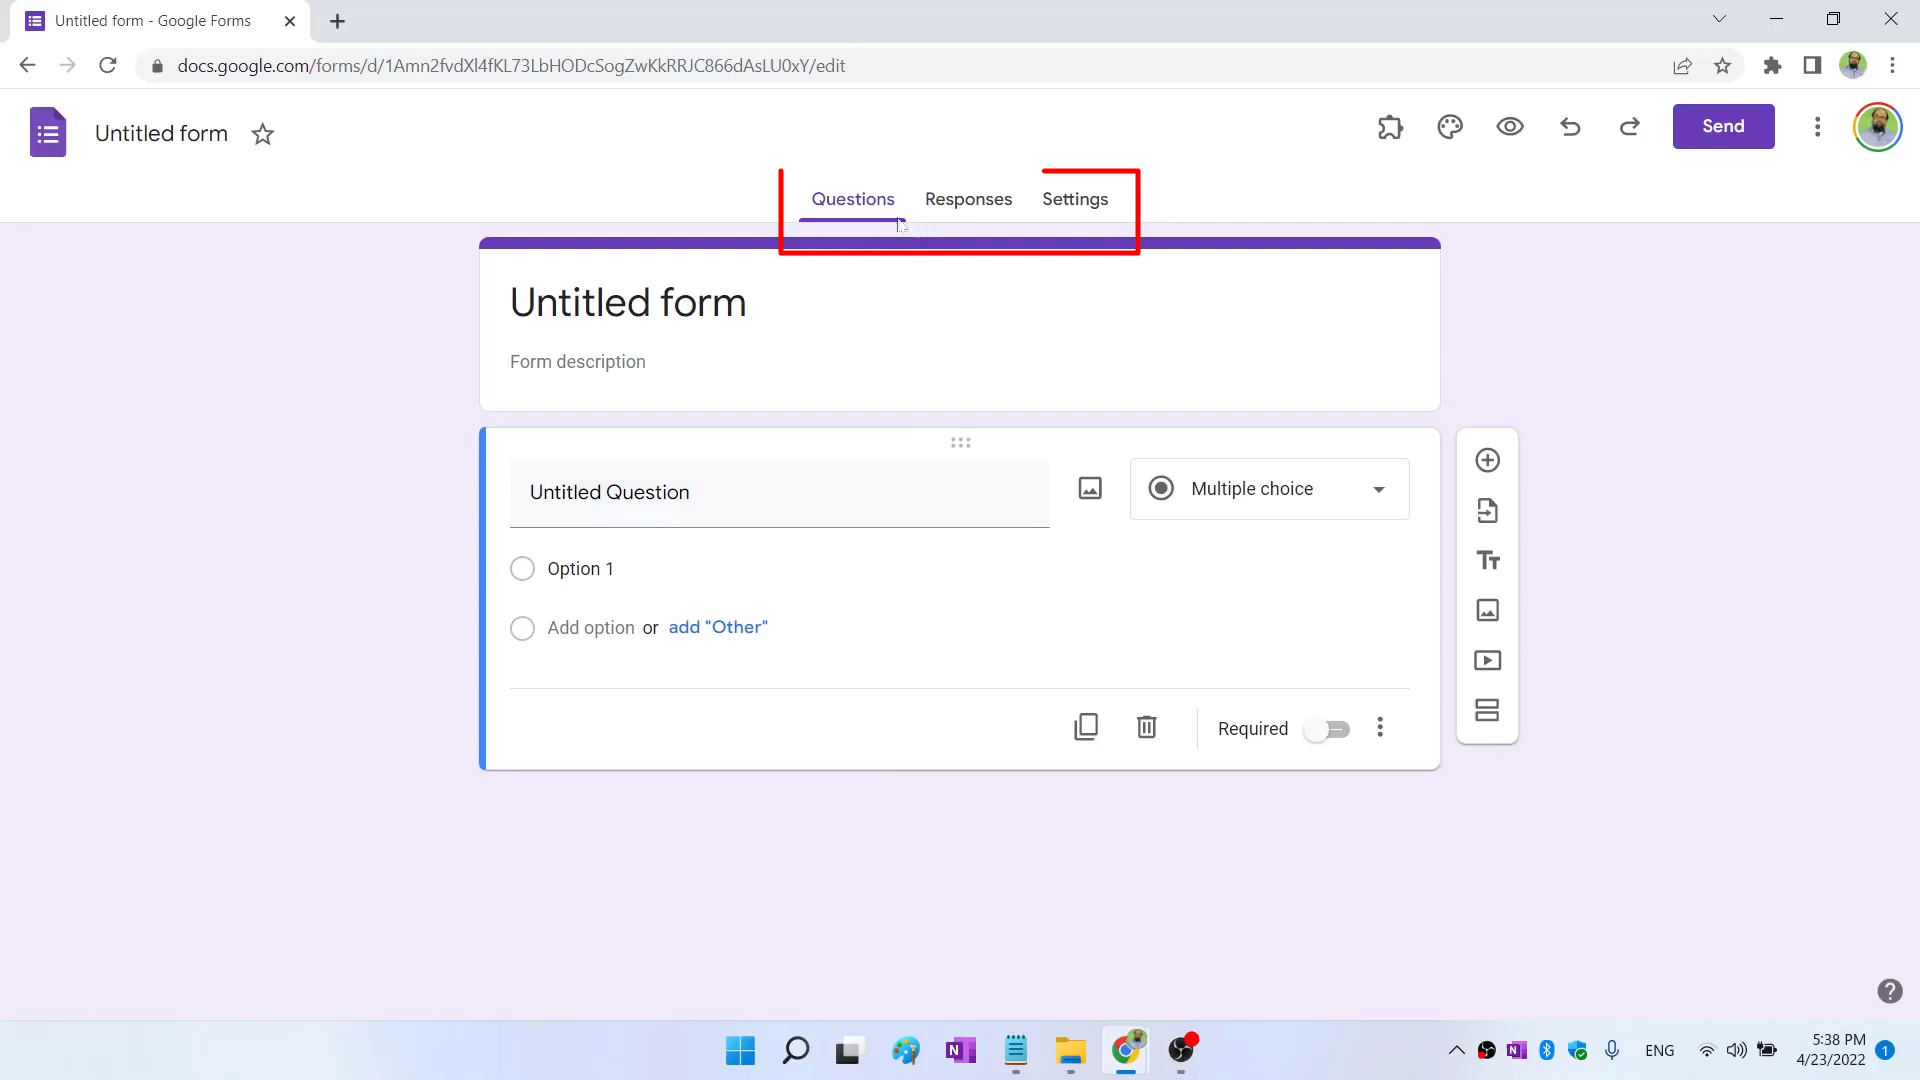 Untitled form - Google Forms
docs.google.com/forms/d/1Amn2fvdXl4fKL73LbHODcSogZwKkRRJC866dAsLU0xY/edit
Untitled form
Send
Questions Responses Settings
Untitled form
Form description
Untitled Question
Multiple choice
Option 1
Add option or add "Other"
Required
5:38 PM
ENG
4/23/2022
1